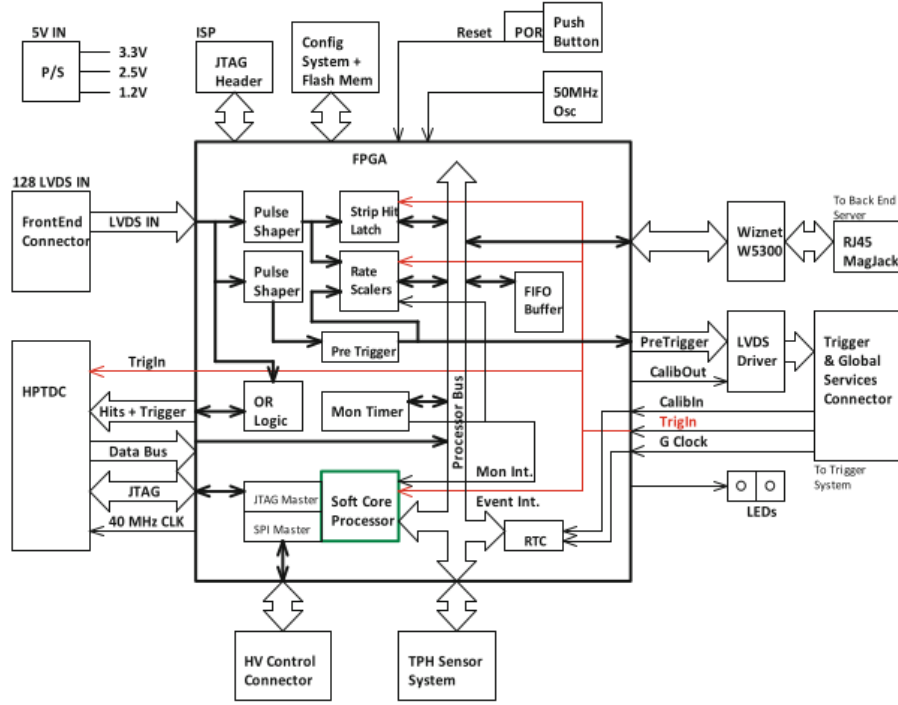 5V IN
P/S
3.3V
2.5V
1.2V
ISP
JTAG
Header
Config
System +
Flash Mem
Reset
POR
Push
Button
50MHz
Osc
FPGA
128 LVDS IN
FrontEnd
Connector
LVDS IN
Pulse
Shaper
Strip Hit
Latch
Pulse
Shaper
Rate
Scalers
FIFO
Buffer
Pre Trigger
Processor Bus
To Back End
Server
Wiznet
W5300
RJ45
MagJack
PreTrigger
LVDS
Driver
CalibOut
Trigger
& Global
Services
Connector
CalibIn
TrigIn
G Clock
To Trigger
System
LEDs
HPTDC
TrigIn
Hits + Trigger
OR
Logic
Mon Timer
Data Bus
Mon Int.
JTAG
JTAG Master
SPI Master
Soft Core
Processor
Event Int.
RTC
40 MHz CLK
HV Control
Connector
TPH Sensor
System